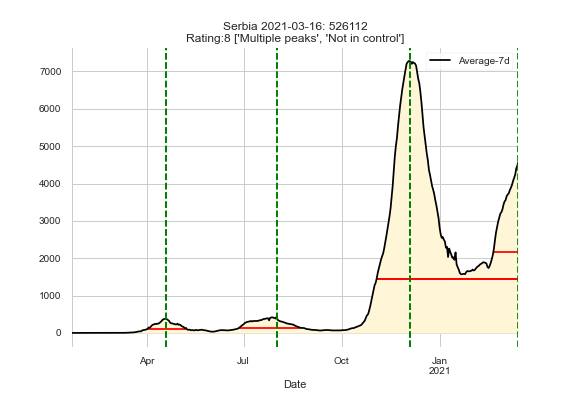 Serbia 2021-03-16: 526112
Rating:8 ['Multiple peaks', 'Not in control']
Average-7d
7000
6000
5000
4000
3000
2000
1000
0
Apr
Jul
Oct
Jan
2021
Date